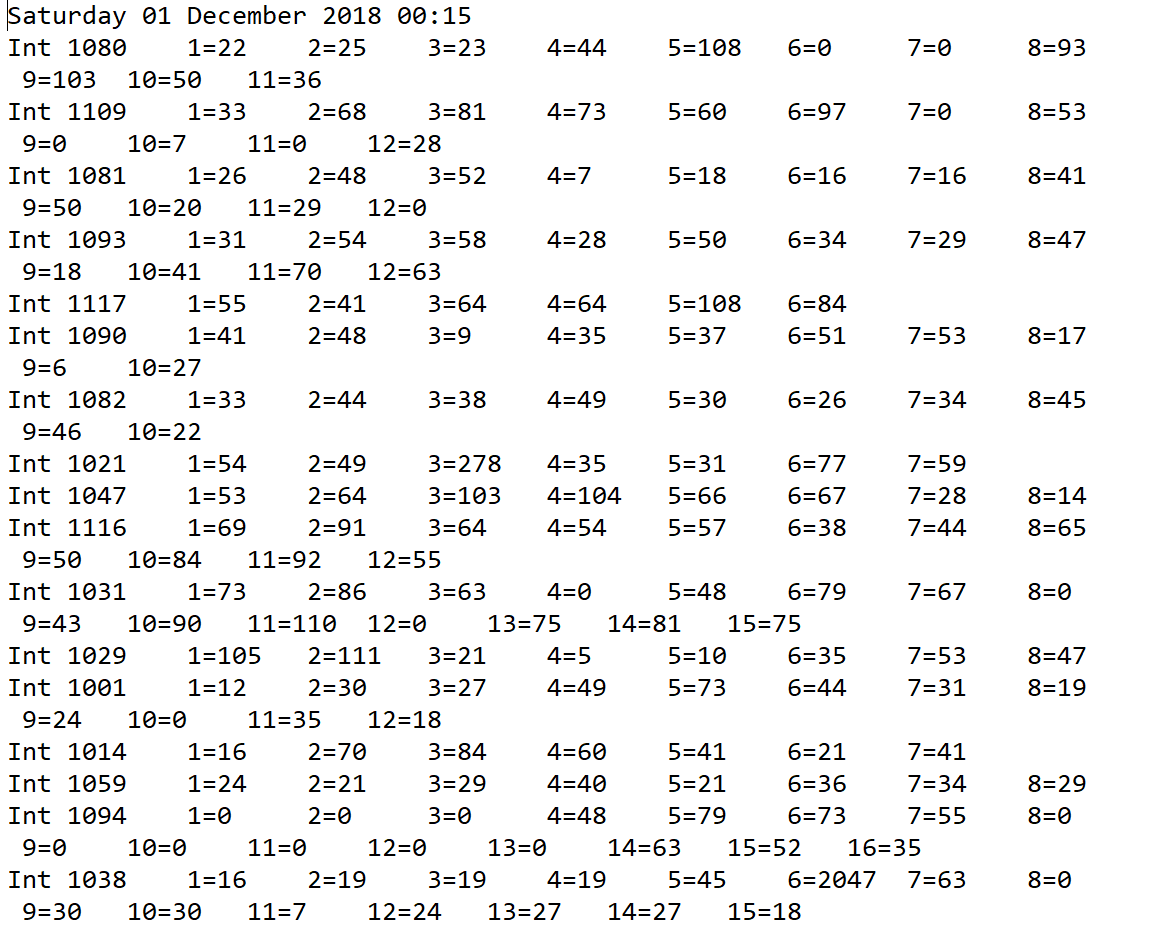 Saturday 01 December 2018 00:15
Int 1080    1=22    2=25    3=23    4=44    5=108   6=0     7=0     8=93
 9=103  10=50   11=36
Int 1109    1=33    2=68    3=81    4=73    5=60    6=97    7=0     8=53
 9=0    10=7    11=0    12=28
Int 1081    1=26    2=48    3=52    4=7     5=18    6=16    7=16    8=41
 9=50   10=20   11=29   12=0
Int 1093    1=31    2=54    3=58    4=28    5=50    6=34    7=29    8=47
 9=18   10=41   11=70   12=63
Int 1117    1=55    2=41    3=64    4=64    5=108   6=84
Int 1090    1=41    2=48    3=9     4=35    5=37    6=51    7=53    8=17
 9=6    10=27
Int 1082    1=33    2=44    3=38    4=49    5=30    6=26    7=34    8=45
 9=46   10=22
Int 1021    1=54    2=49    3=278   4=35    5=31    6=77    7=59
Int 1047    1=53    2=64    3=103   4=104   5=66    6=67    7=28    8=14
Int 1116    1=69    2=91    3=64    4=54    5=57    6=38    7=44    8=65
 9=50   10=84   11=92   12=55
Int 1031    1=73    2=86    3=63    4=0     5=48    6=79    7=67    8=0
 9=43   10=90   11=110  12=0    13=75   14=81   15=75
Int 1029    1=105   2=111   3=21    4=5     5=10    6=35    7=53    8=47
Int 1001    1=12    2=30    3=27    4=49    5=73    6=44    7=31    8=19
 9=24   10=0    11=35   12=18
Int 1014    1=16    2=70    3=84    4=60    5=41    6=21    7=41
Int 1059    1=24    2=21    3=29    4=40    5=21    6=36    7=34    8=29
Int 1094    1=0     2=0     3=0     4=48    5=79    6=73    7=55    8=0
 9=0    10=0    11=0    12=0    13=0    14=63   15=52   16=35
Int 1038    1=16    2=19    3=19    4=19    5=45    6=2047  7=63    8=0
 9=30   10=30   11=7    12=24   13=27   14=27   15=18